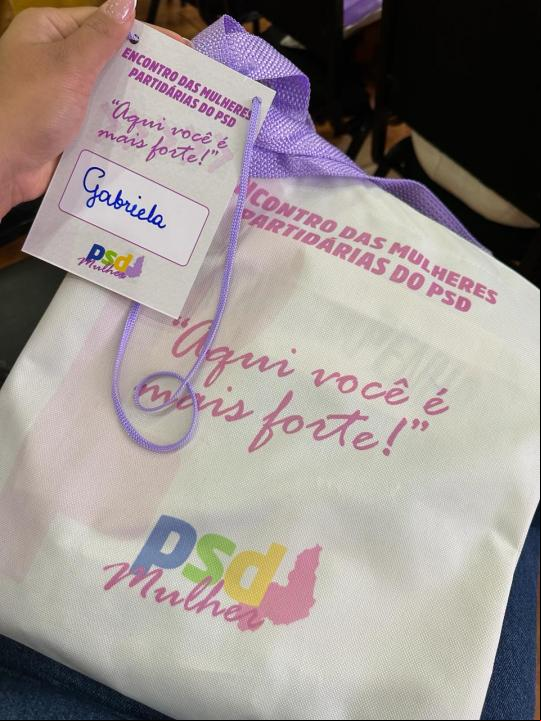 ENCONTRO DAS MULHERES
PARTIDÁRIAS DO PSD
"Aqui você é
mais forte!"
Gabriela
psd
Mulher
ENCONTRO DAS MULHERES
PARTIDÁRIAS DO PSD
"Aqui você é
mais forte!"
psd
Mulher